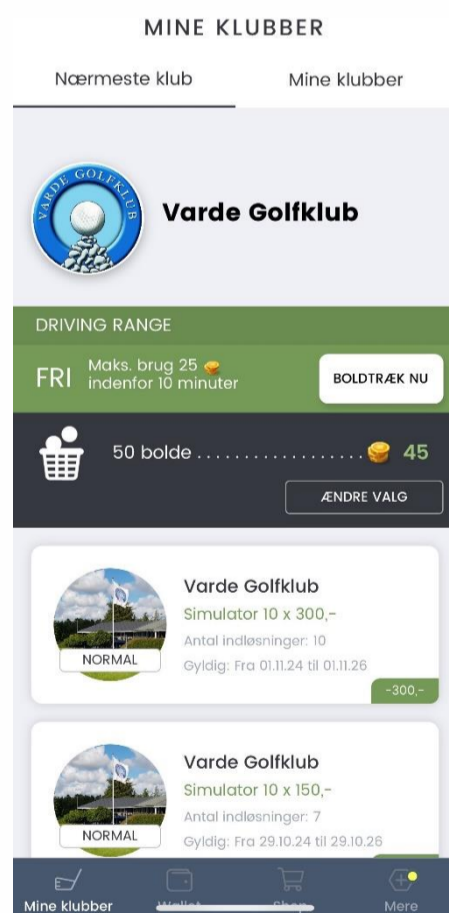 MINE KLUBBER
Nærmeste klub
Mine klubber
VARDE GOLFKLUB
Varde Golfklub
DRIVING RANGE
FRI
Maks. brug 25
indenfor 10 minuter
BOLDTRÆK NU
50 bolde . . . . . . . . . . . . . . . . . . . 45
ÆNDRE VALG
Varde Golfklub
Simulator 10 x 300,-
Antal indløsninger: 10
Gyldig: Fra 01.11.24 til 01.11.26
NORMAL
-300,-
Varde Golfklub
Simulator 10 x 150,-
Antal indløsninger: 7
Gyldig: Fra 29.10.24 til 29.10.26
NORMAL
Mine klubber
Wallet
Shop
Mere